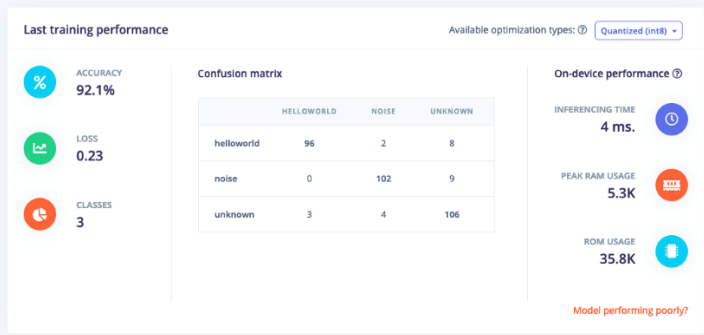 Last training performance
Available optimization types: Quantized (int8)
ACCURACY
92.1%
LOSS
0.23
CLASSES
3
Confusion matrix
HELLOWORLD NOISE UNKNOWN
helloworld 96 2 8
noise 0 102 9
unknown 3 4 106
On-device performance
INFERENCING TIME
4 ms.
PEAK RAM USAGE
5.3K
ROM USAGE
35.8K
Model performing poorly?